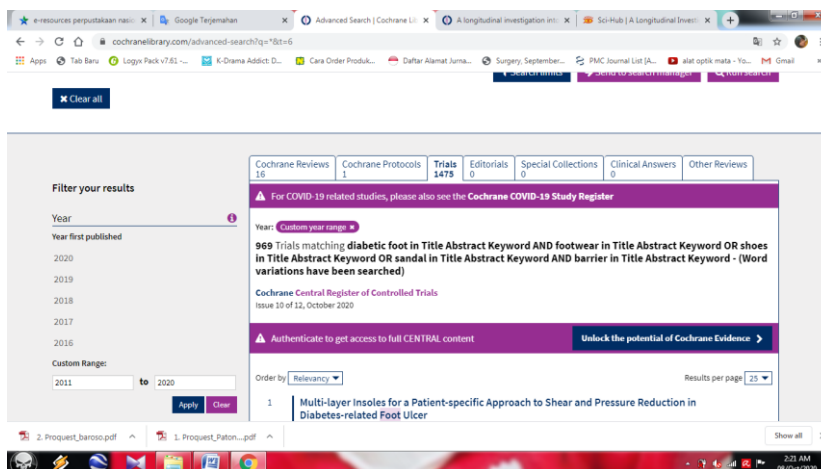 e-resources perpustakaan nasio
Google Terjemahan
Advanced Search | Cochrane Lib
A longitudinal investigation into
Sci-Hub | A Longitudinal Investi
cochranelibrary.com/advanced-search?q=*&t=6
Apps
Tab Baru
Logyx Pack v7.61 -...
K-Drama Addict: D...
Cara Order Produk...
Daftar Alamat Jurna...
Surgery, September...
PMC Journal List [A...
alat optik mata - Yo...
Gmail
Search limits
Send to search manager
Run search
Clear all
Cochrane Reviews
16
Cochrane Protocols
1
Trials
1475
Editorials
0
Special Collections
0
Clinical Answers
0
Other Reviews
Filter your results
For COVID-19 related studies, please also see the Cochrane COVID-19 Study Register
Year
Year first published
2020
2019
2018
2017
2016
Custom Range:
2011 to 2020
Apply
Clear
Year: Custom year range
969 Trials matching diabetic foot in Title Abstract Keyword AND footwear in Title Abstract Keyword OR shoes
in Title Abstract Keyword OR sandal in Title Abstract Keyword AND barrier in Title Abstract Keyword - (Word
variations have been searched)
Cochrane Central Register of Controlled Trials
Issue 10 of 12, October 2020
Authenticate to get access to full CENTRAL content
Unlock the potential of Cochrane Evidence
Order by Relevancy
Results per page 25
1
Multi-layer Insoles for a Patient-specific Approach to Shear and Pressure Reduction in
Diabetes-related Foot Ulcer
2. Proquest_baroso.pdf
1. Proquest_Paton....pdf
Show all
2:21 AM